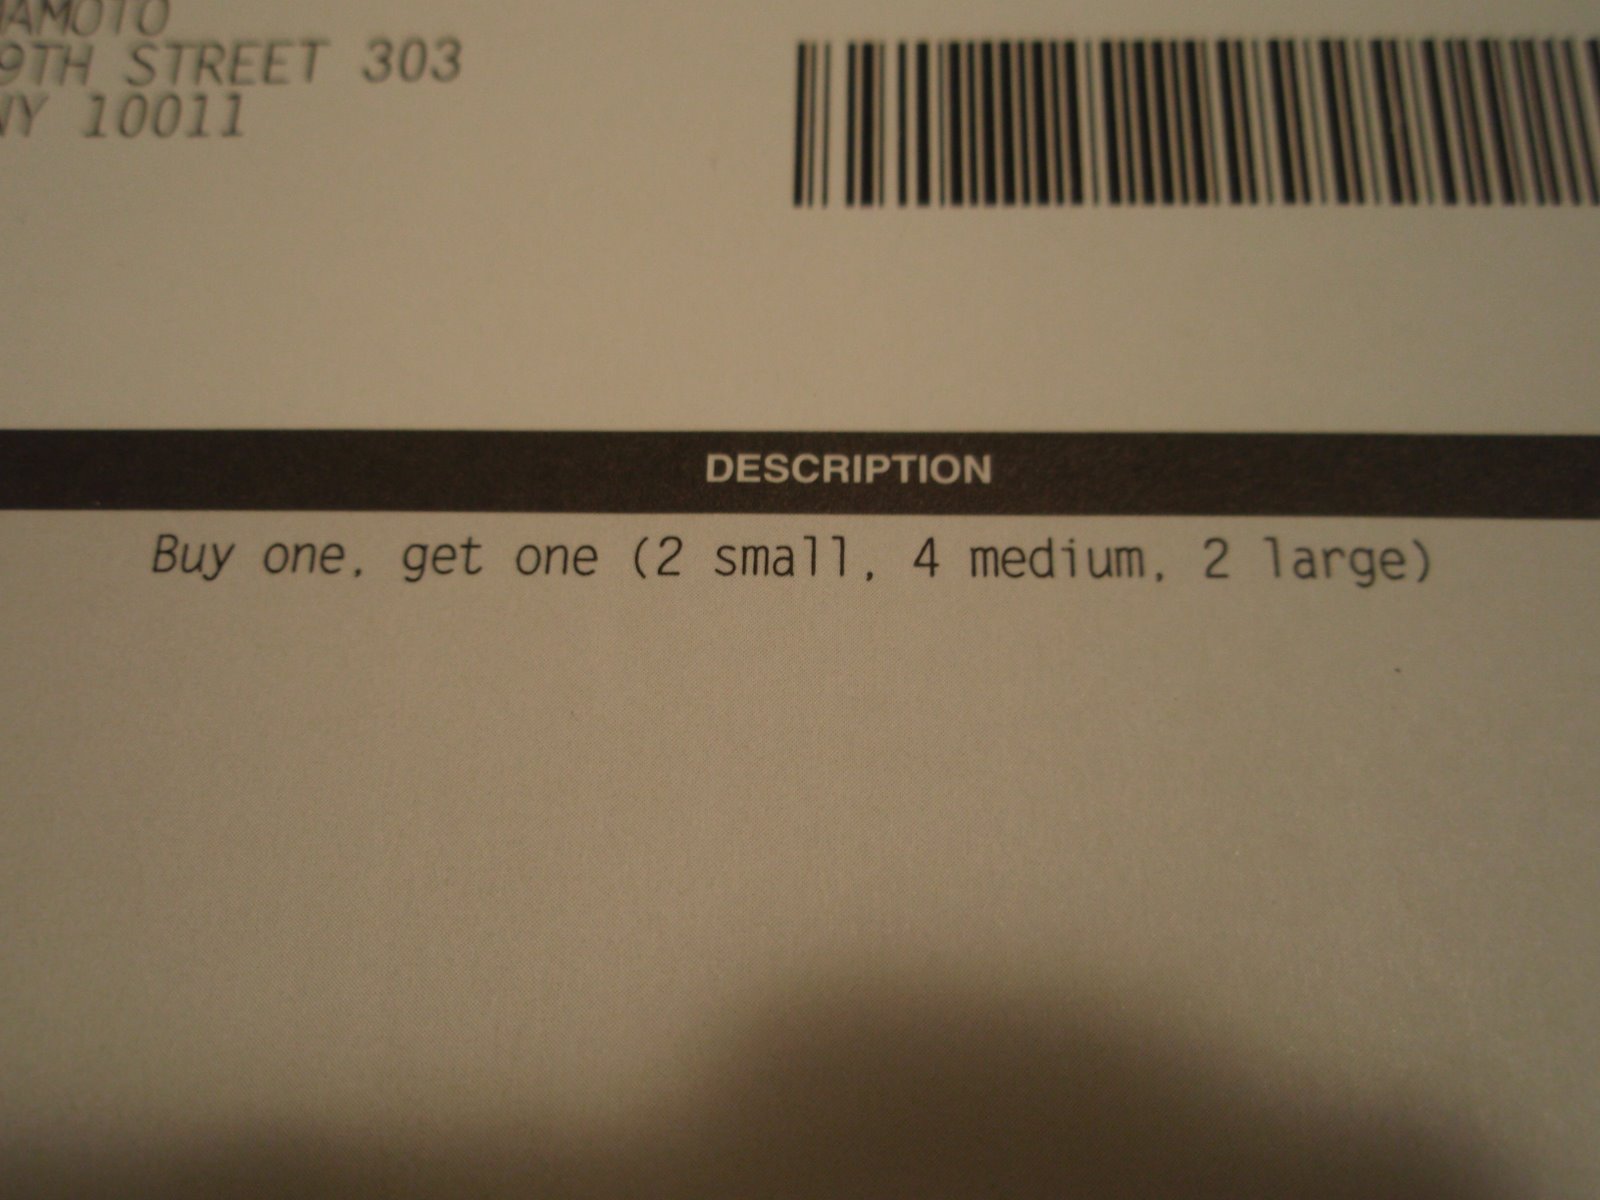 AMOTO
9TH STREET 303
NY 10011
DESCRIPTION
Buy one, get one (2 small, 4 medium, 2 large)